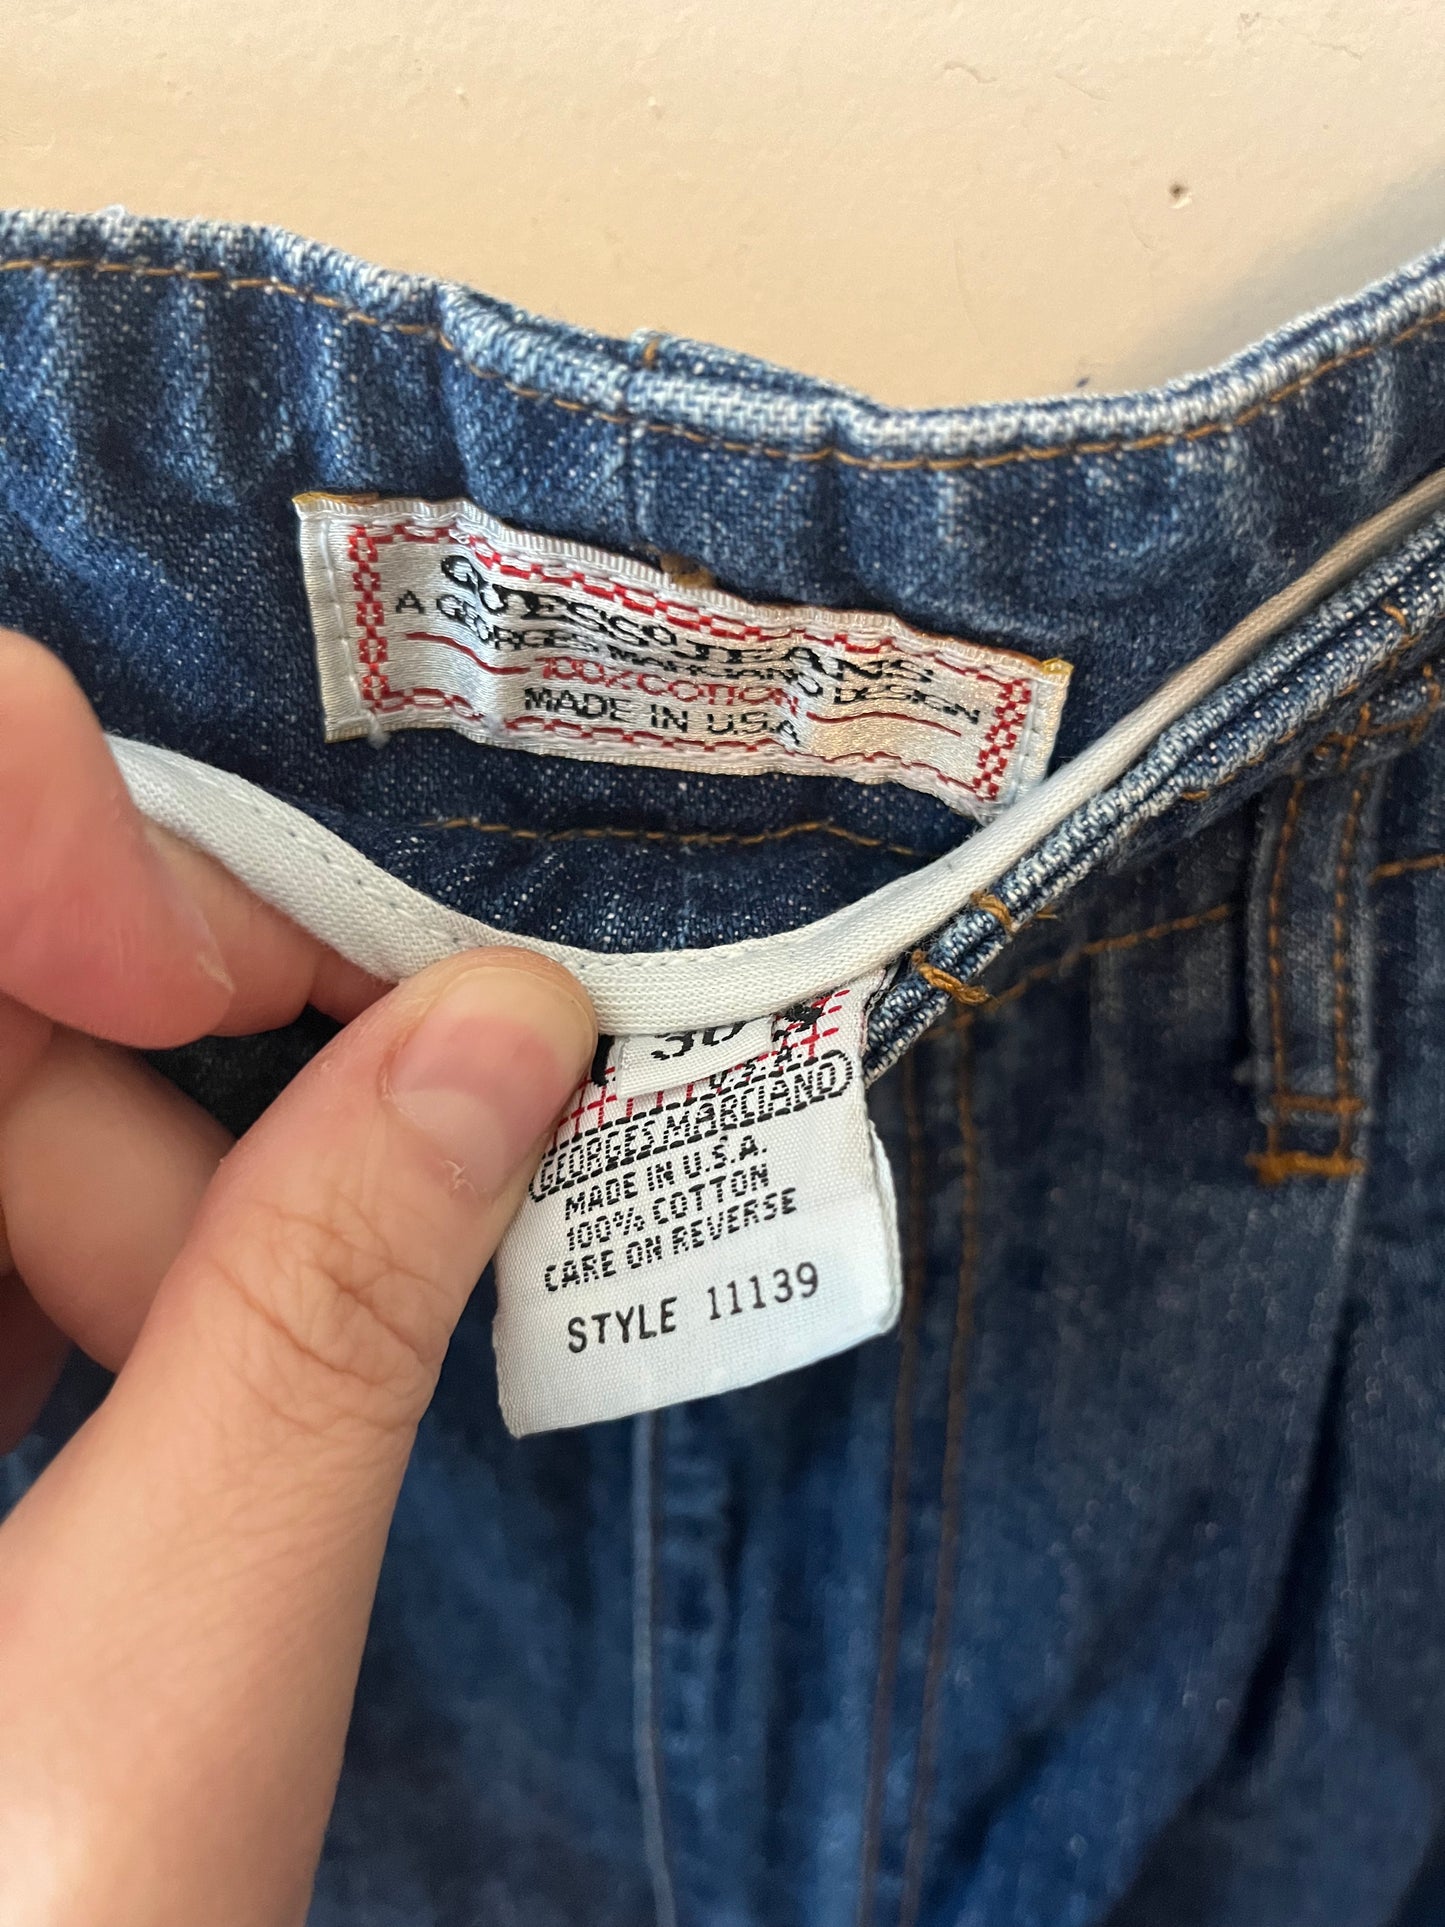 GUESS JEANS
A GEORGES MARCIANO DESIGN
100% COTTON
MADE IN U.S.A
30
U.S.A.
GEORGES MARCIANO
MADE IN U.S.A.
100% COTTON
CARE ON REVERSE
STYLE 11139